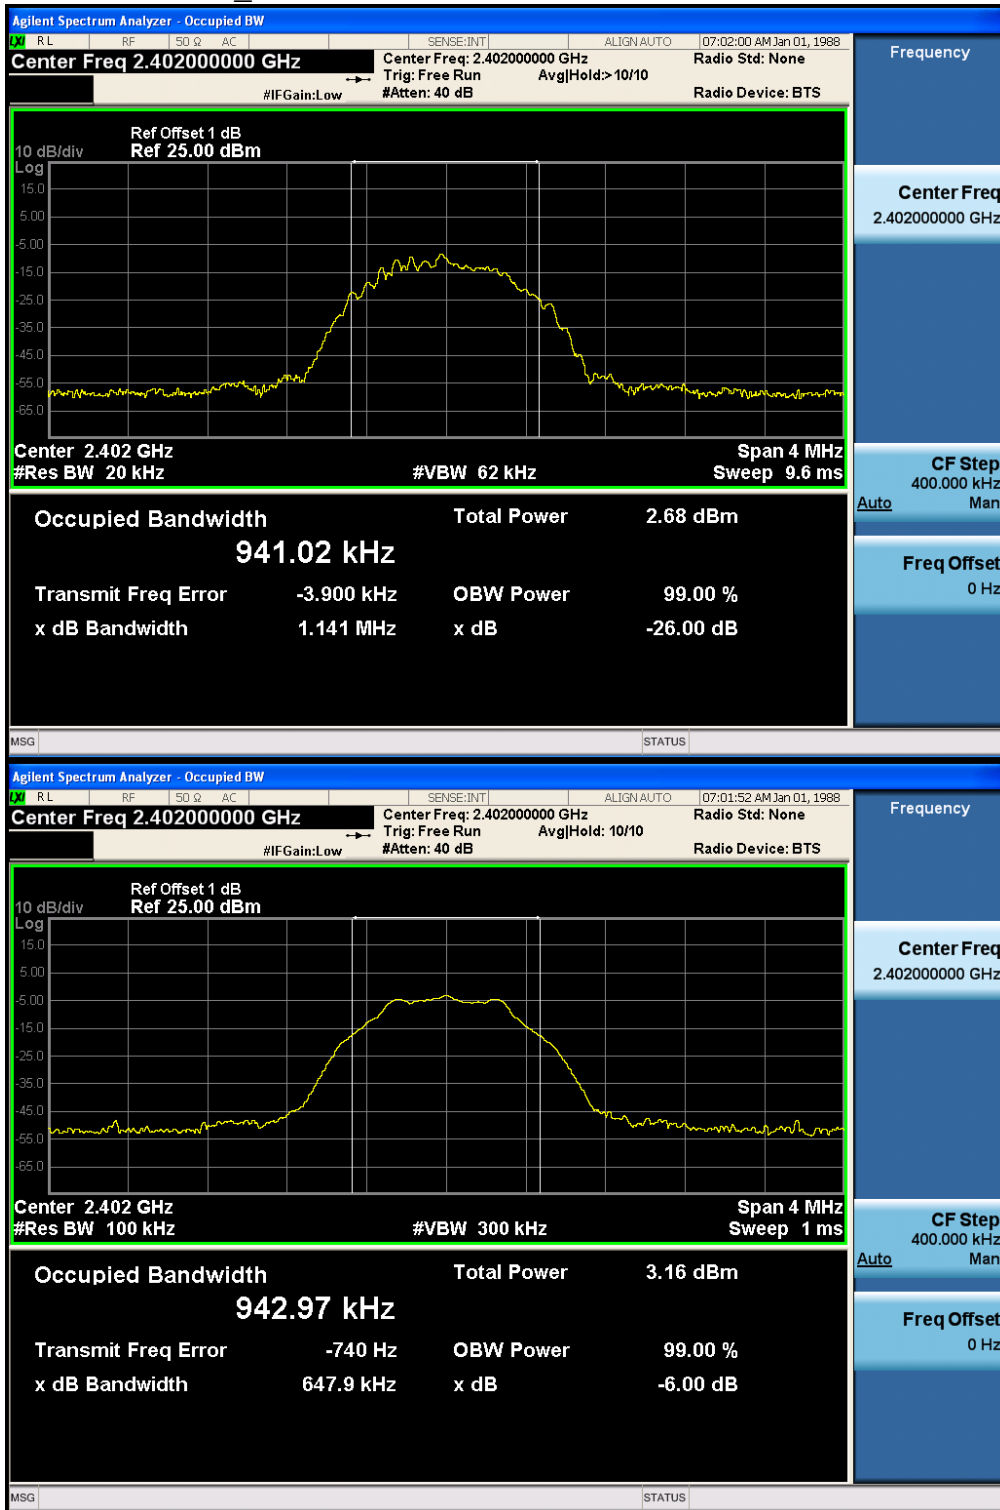 Agilent Spectrum Analyzer - Occupied BW
LXI RL RF 50 Ω AC SENSE:INT ALIGN AUTO 07:02:00 AM Jan 01, 1988
Center Freq 2.402000000 GHz Center Freq: 2.402000000 GHz Radio Std: None Frequency
Trig: Free Run Avg|Hold:>10/10
#IFGain:Low #Atten: 40 dB Radio Device: BTS
Ref Offset 1 dB
10 dB/div Ref 25.00 dBm
Log
15.0
5.00
-5.00
-15.0
-25.0
-35.0
-45.0
-55.0
-65.0
Center Freq
2.402000000 GHz
Center 2.402 GHz Span 4 MHz
#Res BW 20 kHz #VBW 62 kHz Sweep 9.6 ms
CF Step
400.000 kHz
Auto Man
Occupied Bandwidth Total Power 2.68 dBm
941.02 kHz
Freq Offset
0 Hz
Transmit Freq Error -3.900 kHz OBW Power 99.00 %
x dB Bandwidth 1.141 MHz x dB -26.00 dB
MSG STATUS
Agilent Spectrum Analyzer - Occupied BW
LXI RL RF 50 Ω AC SENSE:INT ALIGN AUTO 07:01:52 AM Jan 01, 1988
Center Freq 2.402000000 GHz Center Freq: 2.402000000 GHz Radio Std: None Frequency
Trig: Free Run Avg|Hold: 10/10
#IFGain:Low #Atten: 40 dB Radio Device: BTS
Ref Offset 1 dB
10 dB/div Ref 25.00 dBm
Log
15.0
5.00
-5.00
-15.0
-25.0
-35.0
-45.0
-55.0
-65.0
Center Freq
2.402000000 GHz
Center 2.402 GHz Span 4 MHz
#Res BW 100 kHz #VBW 300 kHz Sweep 1 ms
CF Step
400.000 kHz
Auto Man
Occupied Bandwidth Total Power 3.16 dBm
942.97 kHz
Freq Offset
0 Hz
Transmit Freq Error -740 Hz OBW Power 99.00 %
x dB Bandwidth 647.9 kHz x dB -6.00 dB
MSG STATUS